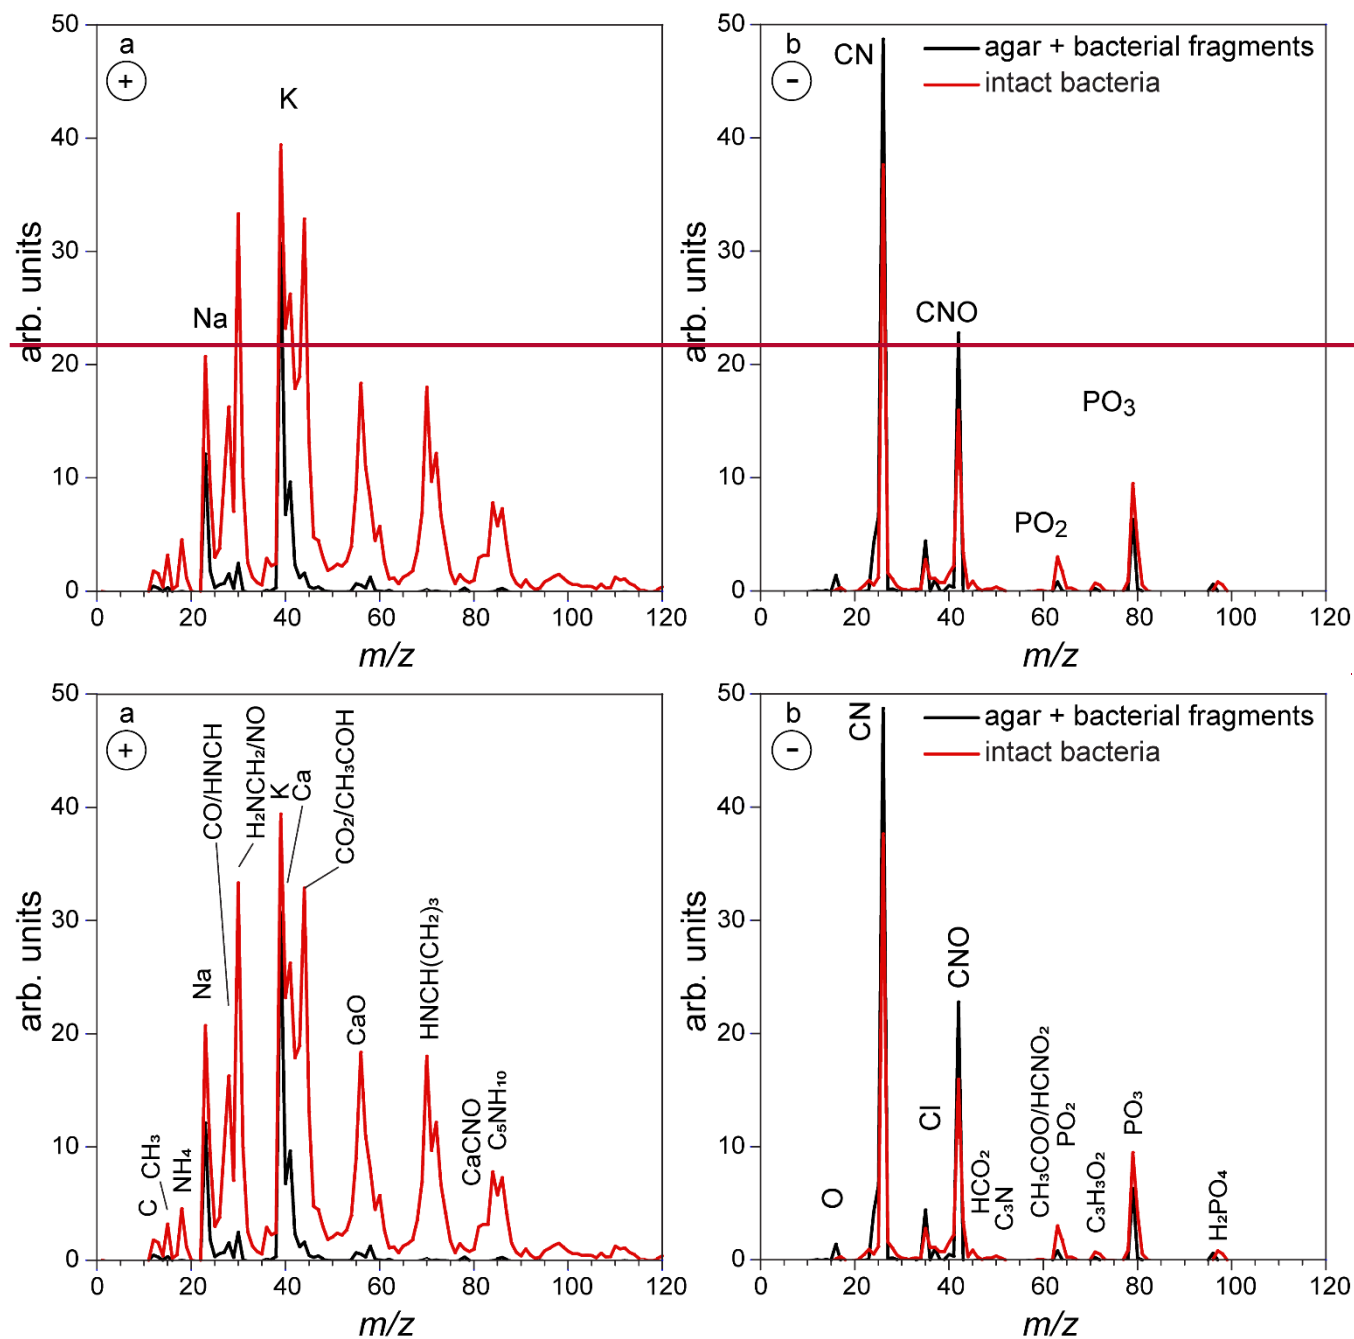 a
+
K
Na
arb. units
50
40
30
20
10
0
0 20 40 60 80 100 120
m/z
b
-
CN
agar + bacterial fragments
intact bacteria
CNO
PO₃
PO₂
arb. units
50
40
30
20
10
0
0 20 40 60 80 100 120
m/z
a
+
C
CH₃
NH₄
Na
CO/HNCH
H₂NCH₂/NO
K
Ca
CO₂/CH₃COH
CaO
HNCH(CH₂)₃
CaCNO
C₅NH₁₀
arb. units
50
40
30
20
10
0
0 20 40 60 80 100 120
m/z
b
-
agar + bacterial fragments
intact bacteria
O
CN
Cl
CNO
HCO₂
C₃N
CH₃COO/HCNO₂
PO₂
C₃H₃O₂
PO₃
H₂PO₄
arb. units
50
40
30
20
10
0
0 20 40 60 80 100 120
m/z